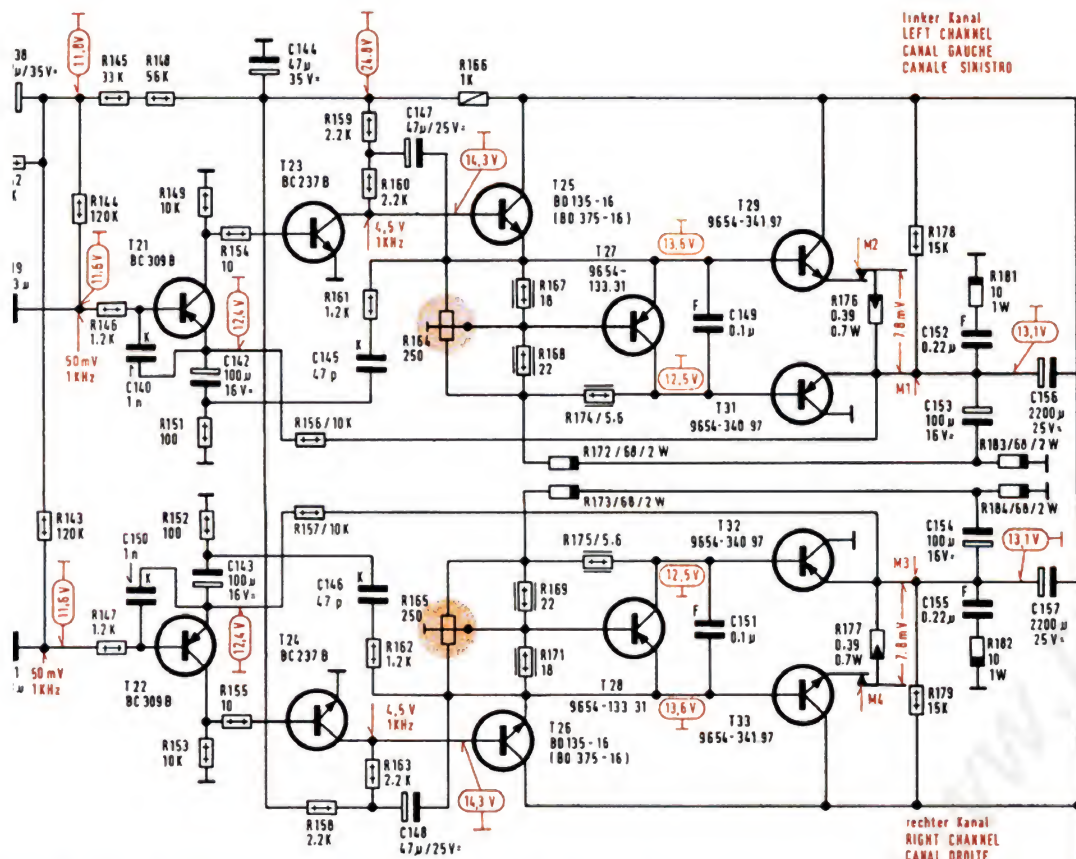 linker Kanal
LEFT CHANNEL
CANAL GAUCHE
CANALE SINISTRO
38
µ/35V=
11,8V
R145
33K
R148
56K
C144
47µ
35V=
24,8V
R166
1K
R159
2.2K
C147
47µ/25V=
R160
2.2K
14,3V
T23
BC237B
T25
BD135-16
(BD 375-16)
R149
10K
R144
120K
T21
BC309B
R154
10
4,5V
1KHz
T29
9654-341.97
M2
R178
15K
13,6V
T27
9654-
133.31
R181
10
1W
11,6V
R161
1.2K
R167
18
R176
0.39
0.7W
7.8mV
C149
0.1µ
F
C152
0.22µ
F
13,1V
R146
1.2K
12,4V
R164
250
R168
22
50mV
1KHz
K
C140
1n
C142
100µ
16V=
C145
47p
K
12,5V
M1
C156
2200µ
25V=
R174/5.6
T31
9654-340 97
C153
100µ
16V=
R151
100
R156/10K
R172/68/2W
R183/68/2W
R173/68/2W
R184/68/2W
R152
100
R157/10K
R143
120K
C150
1n
K
C143
100µ
16V=
R175/5.6
T32
9654-340 97
C154
100µ
16V=
M3
13,1V
C146
47p
K
12,5V
R169
22
R165
250
C151
0.1µ
F
R177
0.39
0.7W
7.8mV
C155
0.22µ
F
C157
2200µ
25V=
11,6V
R147
1.2K
12,4V
T24
BC237B
R162
1.2K
R171
18
R182
10
1W
50mV
1KHz
T22
BC309B
R155
10
4,5V
1KHz
T28
9654-133 31
13,6V
M4
R179
15K
T26
BD135-16
(BD 375-16)
T33
9654-341.97
R153
10K
R163
2.2K
14,3V
R158
2.2K
C148
47µ/25V=
rechter Kanal
RIGHT CHANNEL
CANAL DROITE